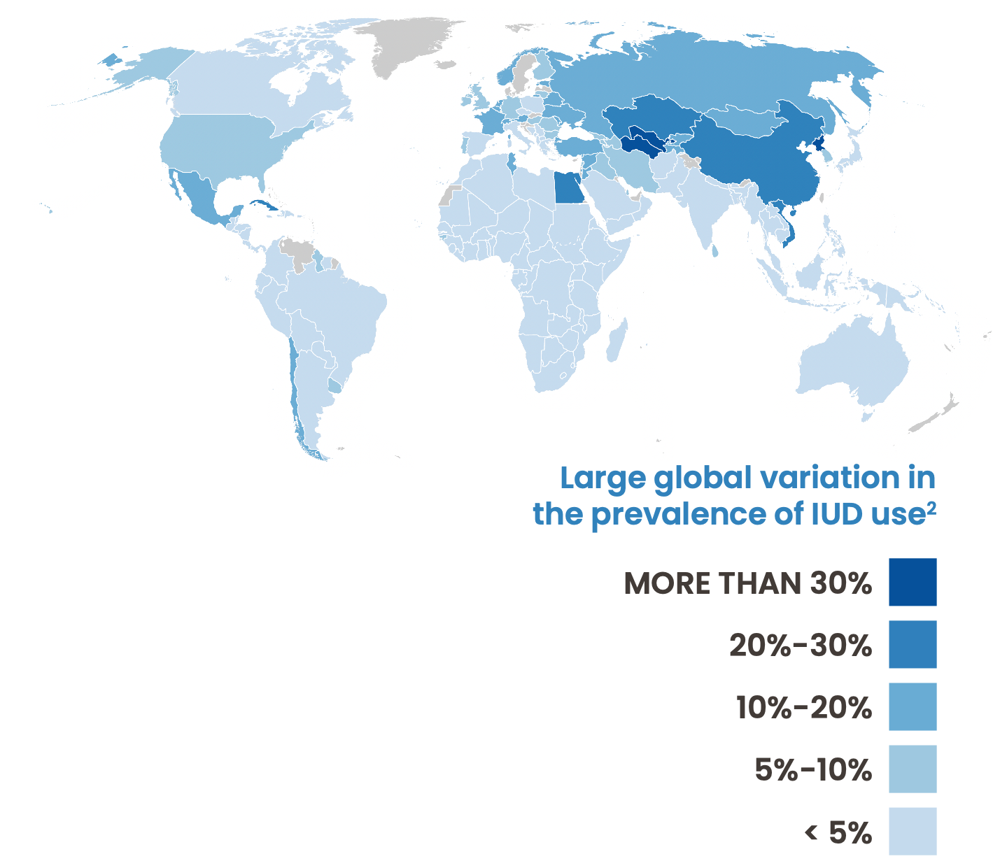 Large global variation in
the prevalence of IUD use²
MORE THAN 30%
20%-30%
10%-20%
5%-10%
< 5%